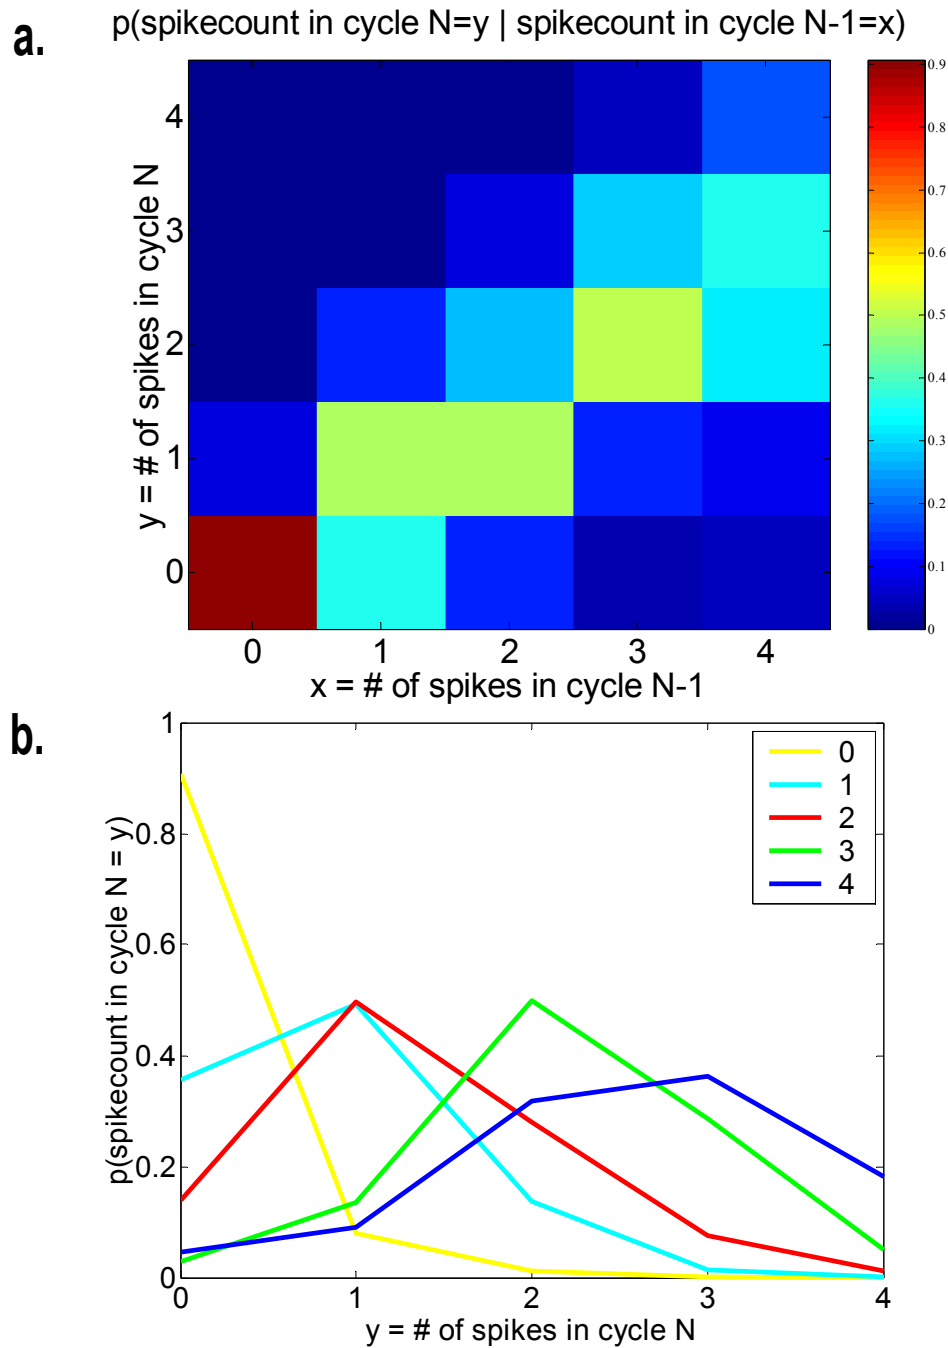 a.
p(spikecount in cycle N=y | spikecount in cycle N-1=x)
y = # of spikes in cycle N
4
3
2
1
0
0 1 2 3 4
x = # of spikes in cycle N-1
0.9
0.8
0.7
0.6
0.5
0.4
0.3
0.2
0.1
0
b.
p(spikecount in cycle N = y)
1
0.8
0.6
0.4
0.2
0
0 1 2 3 4
y = # of spikes in cycle N
0
1
2
3
4